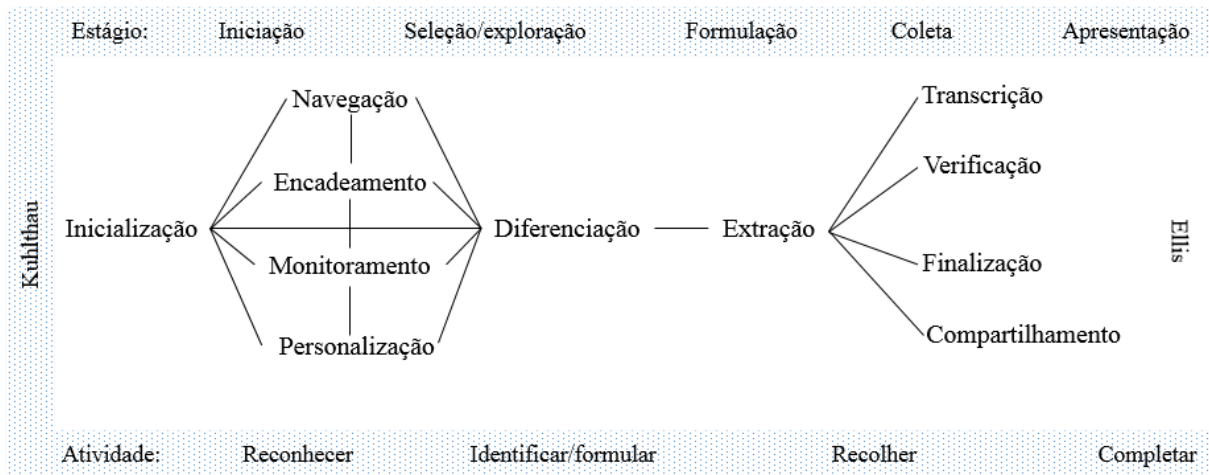 Estágio: Iniciação Seleção/exploração Formulação Coleta Apresentação
Navegação
Transcrição
Encadeamento
Verificação
Kuhlthau
Inicialização
Diferenciação
Extração
Ellis
Monitoramento
Finalização
Personalização
Compartilhamento
Atividade: Reconhecer Identificar/formular Recolher Completar